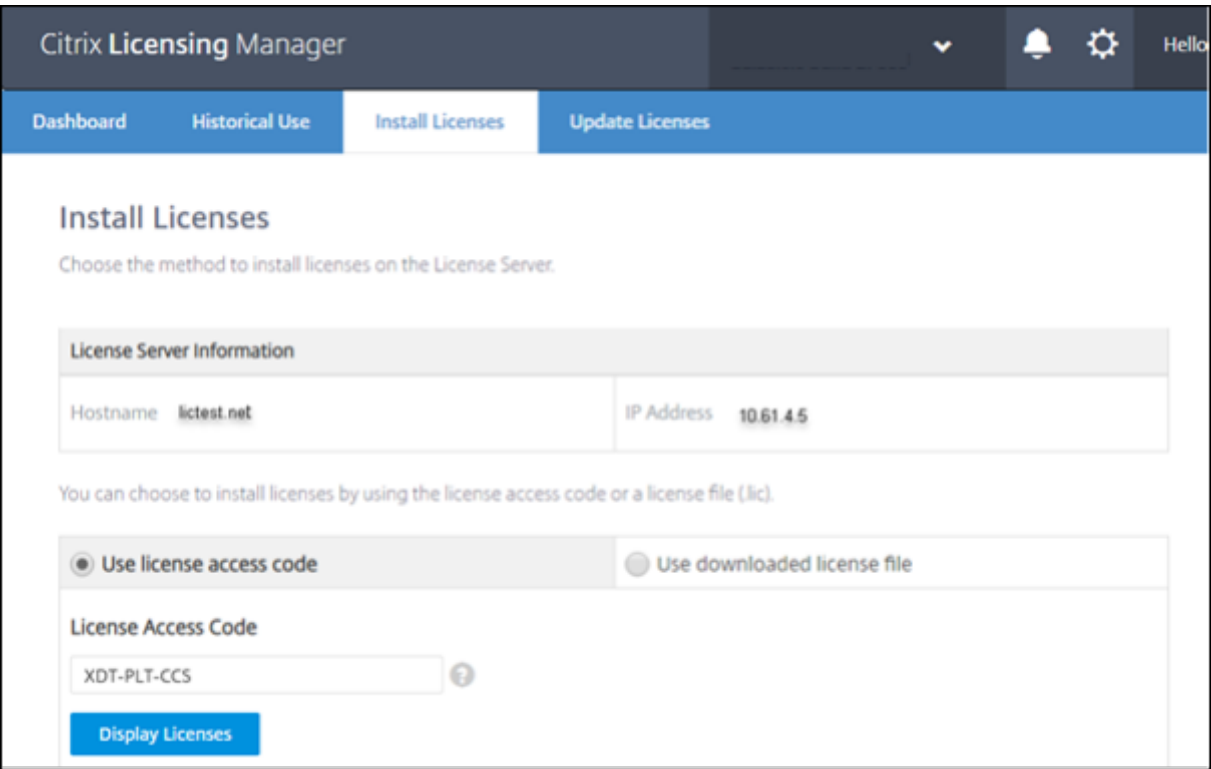 Citrix Licensing Manager
Hello
Dashboard Historical Use Install Licenses Update Licenses
Install Licenses
Choose the method to install licenses on the License Server.
License Server Information
Hostname lictest.net IP Address 10.61.4.5
You can choose to install licenses by using the license access code or a license file (.lic).
Use license access code Use downloaded license file
License Access Code
XDT-PLT-CCS ?
Display Licenses